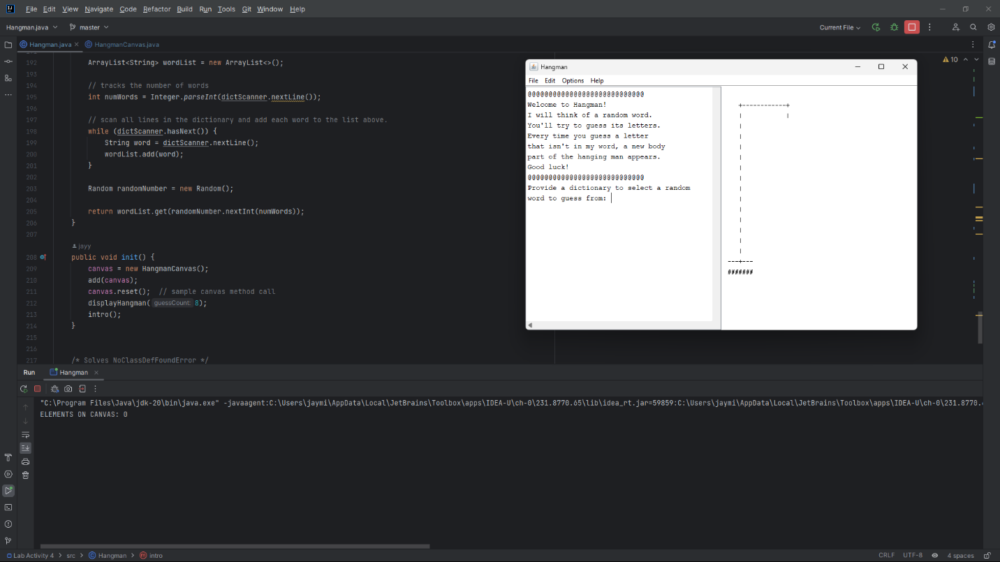 File Edit View Navigate Code Refactor Build Run Tools Git Window Help
Hangman.java master Current File
Hangman.java HangmanCanvas.java
192 ArrayList<String> wordList = new ArrayList<>(); 10
193
194 // tracks the number of words
195 int numWords = Integer.parseInt(dictScanner.nextLine());
196
197 // scan all lines in the dictionary and add each word to the list above.
198 while (dictScanner.hasNext()) {
199 String word = dictScanner.nextLine();
200 wordList.add(word);
201 }
202
203 Random randomNumber = new Random();
204
205 return wordList.get(randomNumber.nextInt(numWords));
206 }
207
jayy
208 public void init() {
209 canvas = new HangmanCanvas();
210 add(canvas);
211 canvas.reset(); // sample canvas method call
212 displayHangman( guessCount: 8);
213 intro();
214 }
215
216
217 /* Solves NoClassDefFoundError */
Hangman
File Edit Options Help
@@@@@@@@@@@@@@@@@@@@@@@@@@@@
Welcome to Hangman!
I will think of a random word.
You'll try to guess its letters.
Every time you guess a letter
that isn't in my word, a new body
part of the hanging man appears.
Good luck!
@@@@@@@@@@@@@@@@@@@@@@@@@@@@
Provide a dictionary to select a random
word to guess from:
+------------+
| |
|
|
|
|
|
|
|
|
|
|
|
|
|
---+---
#######
Run Hangman
"C:\Program Files\Java\jdk-20\bin\java.exe" -javaagent:C:\Users\jaymi\AppData\Local\JetBrains\Toolbox\apps\IDEA-U\ch-0\231.8770.65\lib\idea_rt.jar=59859:C:\Users\jaymi\AppData\Local\JetBrains\Toolbox\apps\IDEA-U\ch-0\231.8770.
ELEMENTS ON CANVAS: 0
Lab Activity 4 > src > Hangman > intro CRLF UTF-8 4 spaces